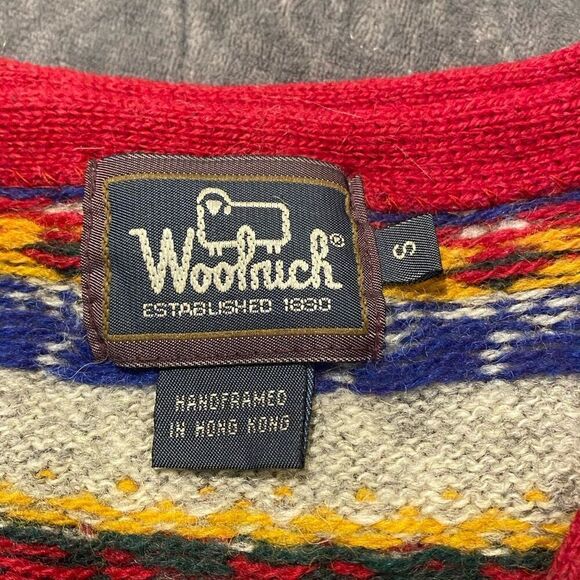 Woolrich®
ESTABLISHED 1830
S
HANDFRAMED
IN HONG KONG